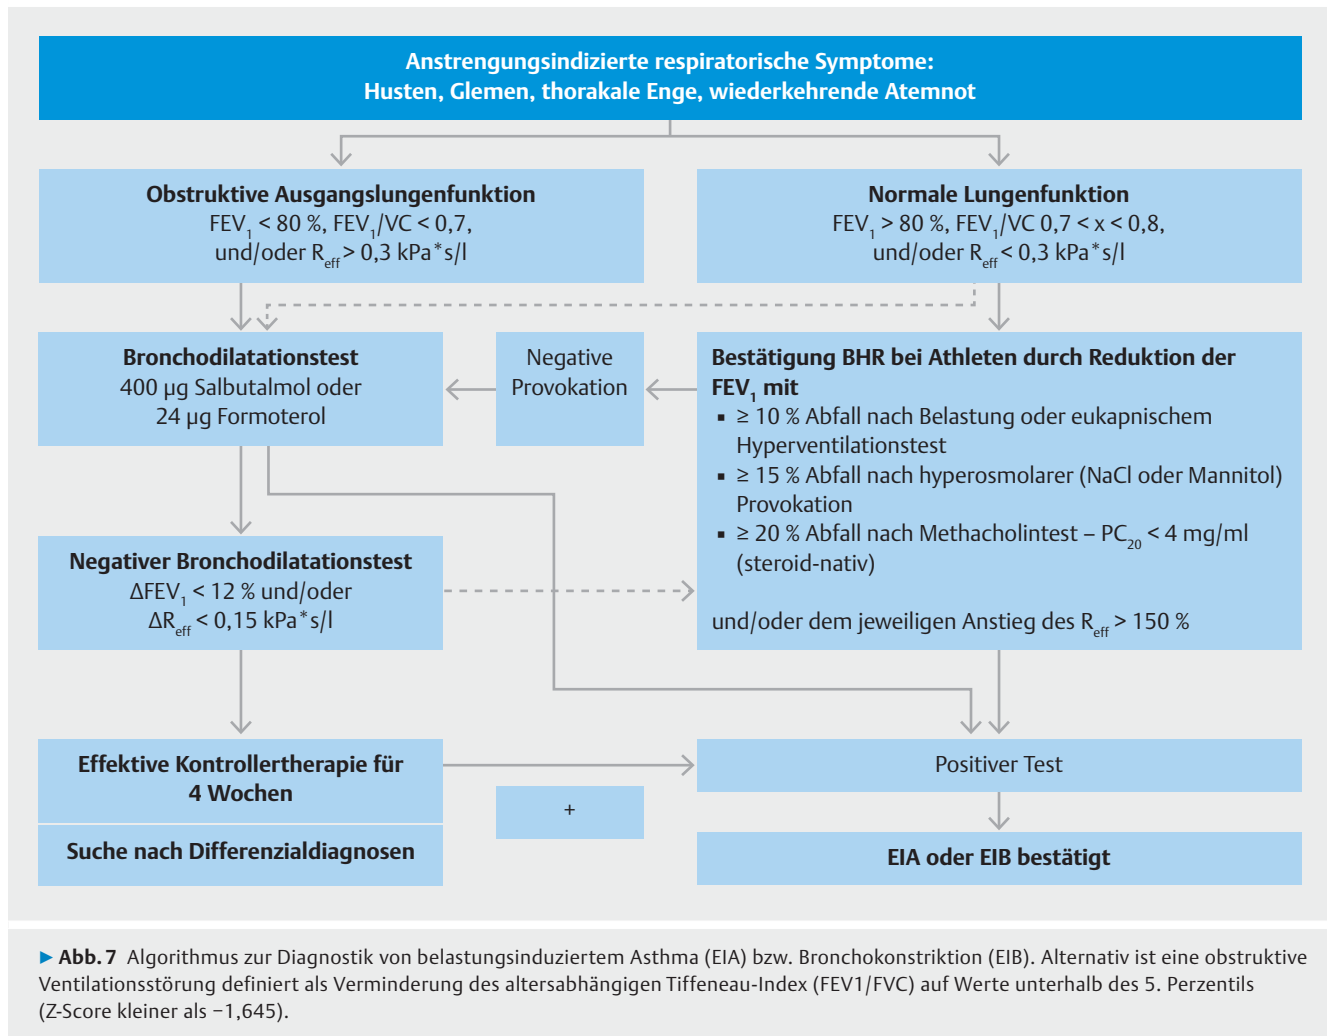 Anstrengungsindizierte respiratorische Symptome:
Husten, Glemen, thorakale Enge, wiederkehrende Atemnot
Obstruktive Ausgangslungenfunktion
FEV₁ < 80 %, FEV₁/VC < 0,7,
und/oder R_eff > 0,3 kPa*s/l
Normale Lungenfunktion
FEV₁ > 80 %, FEV₁/VC 0,7 < x < 0,8,
und/oder R_eff < 0,3 kPa*s/l
Bronchodilatationstest
400 µg Salbutalmol oder
24 µg Formoterol
Negative
Provokation
Bestätigung BHR bei Athleten durch Reduktion der
FEV₁ mit
▪ ≥ 10 % Abfall nach Belastung oder eukapnischem
Hyperventilationstest
▪ ≥ 15 % Abfall nach hyperosmolarer (NaCl oder Mannitol)
Provokation
▪ ≥ 20 % Abfall nach Methacholintest – PC₂₀ < 4 mg/ml
(steroid-nativ)
und/oder dem jeweiligen Anstieg des R_eff > 150 %
Negativer Bronchodilatationstest
ΔFEV₁ < 12 % und/oder
ΔR_eff < 0,15 kPa*s/l
Effektive Kontrollertherapie für
4 Wochen
Suche nach Differenzialdiagnosen
+
Positiver Test
EIA oder EIB bestätigt
▶ Abb. 7 Algorithmus zur Diagnostik von belastungsinduziertem Asthma (EIA) bzw. Bronchokonstriktion (EIB). Alternativ ist eine obstruktive
Ventilationsstörung definiert als Verminderung des altersabhängigen Tiffeneau-Index (FEV1/FVC) auf Werte unterhalb des 5. Perzentils
(Z-Score kleiner als −1,645).